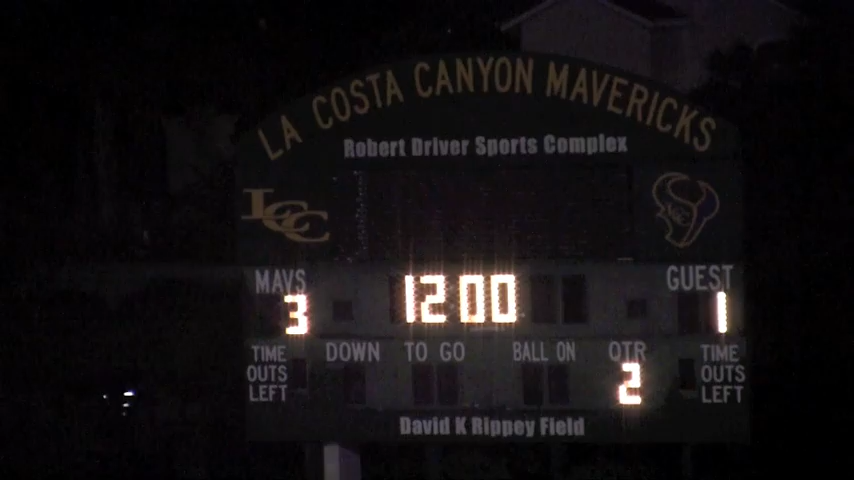 LA COSTA CANYON MAVERICKS
Robert Driver Sports Complex
LCC
MAVS 12 00 GUEST
3 1
TIME OUTS LEFT DOWN TO GO BALL ON QTR TIME OUTS LEFT
2
David K Rippey Field